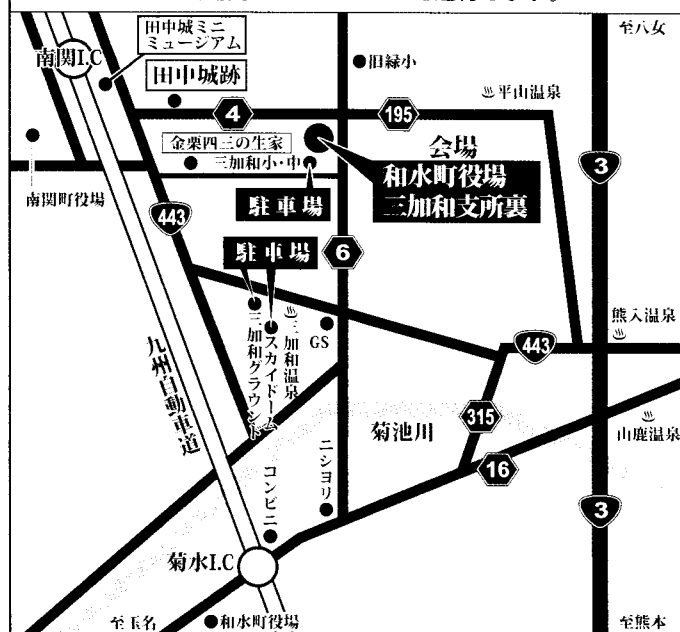 田中城ミニ
ミュージアム
至八女
南関I.C
田中城跡
旧緑小
平山温泉
4
195
金栗四三の生家
三加和小・中
会場
和水町役場
三加和支所裏
3
南関町役場
駐車場
443
駐車場
6
三加和グラウンド
スカイドーム
三加和温泉
GS
443
熊入温泉
九州自動車道
菊池川
315
山鹿温泉
16
コンビニ
ニシヨリ
3
菊水I.C
至玉名
和水町役場
至熊本